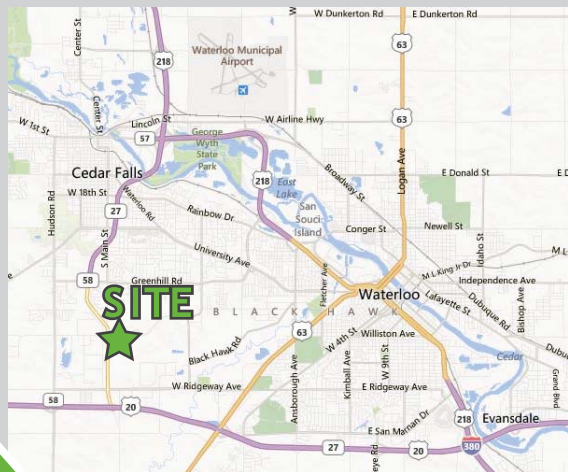 W Dunkerton Rd
E Dunkerton Rd
Center St
63
Waterloo Municipal
Airport
218
63
Center St
W Airline Hwy
Lincoln St
W 1st St
57
George
Wyth
State
Park
Broadway St
Logan Ave
E Donald St
Cedar Falls
218
East
Lake
W 18th St
27
Waterloo Rd
Hudson Rd
San
Souci
Island
Rainbow Dr
Newell St
Conger St
Idaho St
S Main St
University Ave
M L King Jr Dr
58
Greenhill Rd
Fletcher Ave
Independence Ave
SITE
Waterloo
Lafayette St
Dubuque Rd
Bishop Ave
BLACK HAWK
63
W 4th St
Williston Ave
Black Hawk Rd
Ansborough Ave
Kimball Ave
W 9th St
Cedar
W Ridgeway Ave
E Ridgeway Ave
Grand Blvd
58
20
218
Evansdale
E San Marnan Dr
27
20
380